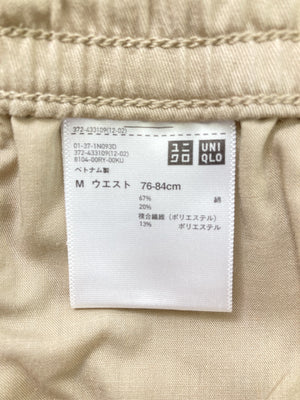 372-433109(12-02)
01-37-1N093D
372-433109(12-02)
8104-00RY-00KU
ユニ
クロ
UNI
QLO
ベトナム製
M ウエスト 76-84cm
67% 綿
20%
複合繊維(ポリエステル)
13% ポリエステル